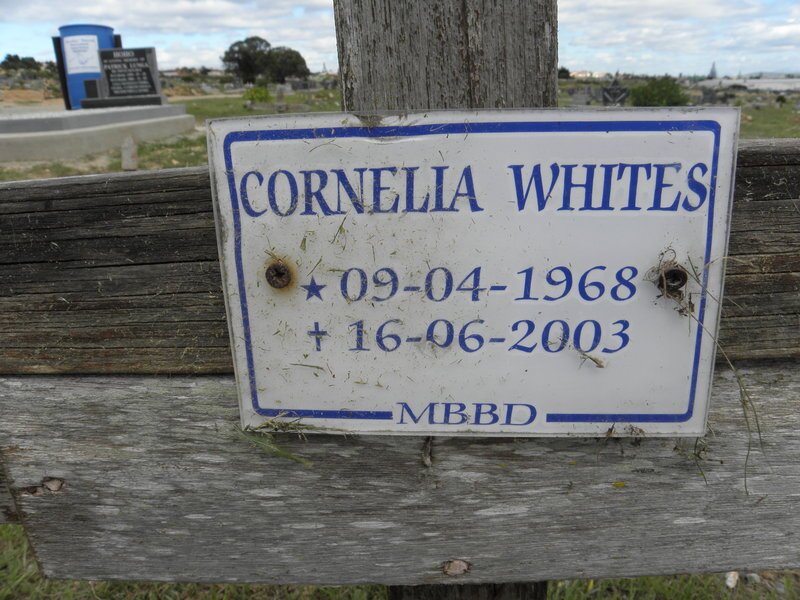 CORNELIA WHITES
★ 09-04-1968
✝ 16-06-2003
MBBD